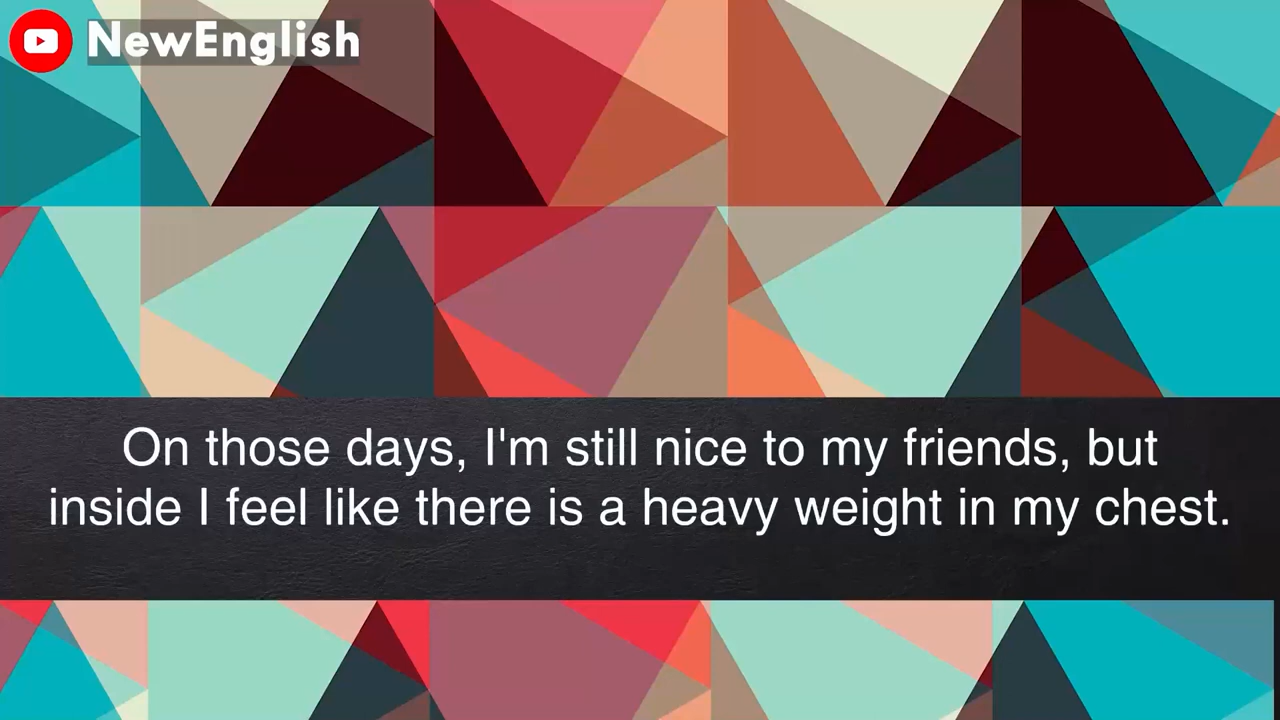 NewEnglish
On those days, I'm still nice to my friends, but
inside I feel like there is a heavy weight in my chest.